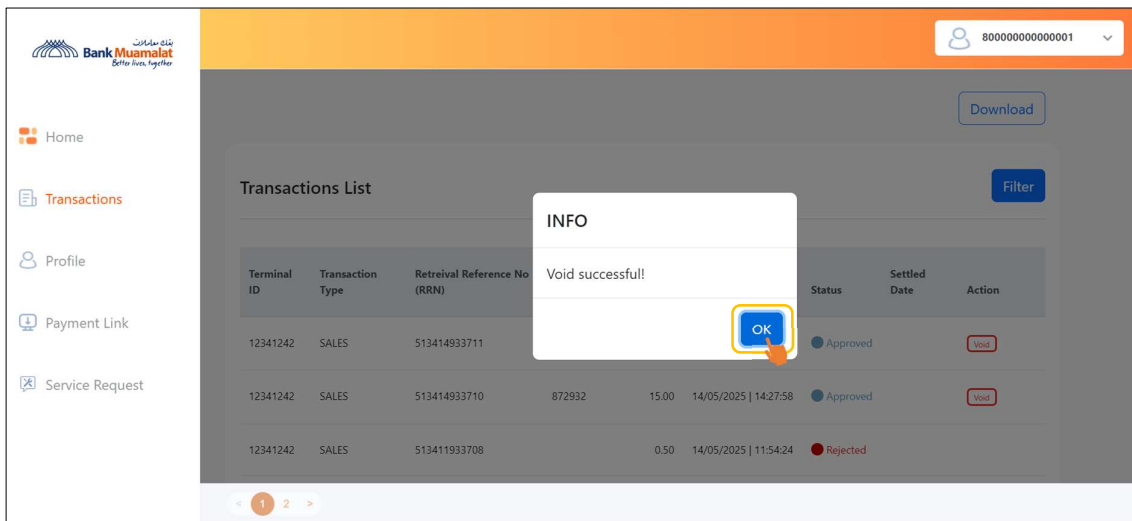 بنك معاملات
Bank Muamalat
Better lives, together
800000000000001
Home
Transactions
Profile
Payment Link
Service Request
Download
Transactions List
Filter
INFO
Void successful!
OK
Terminal ID
Transaction Type
Retreival Reference No (RRN)
Status
Settled Date
Action
12341242 SALES 513414933711 Approved Void
12341242 SALES 513414933710 872932 15.00 14/05/2025 | 14:27:58 Approved Void
12341242 SALES 513411933708 0.50 14/05/2025 | 11:54:24 Rejected
< 1 2 >